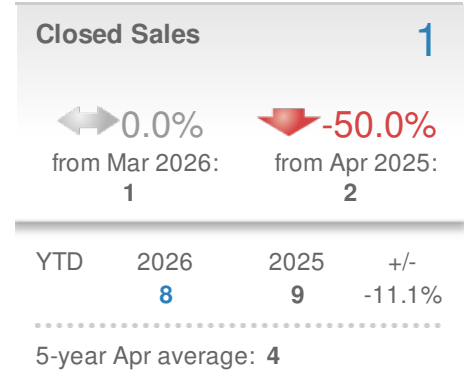 Closed Sales 1
0.0% -50.0%
from Mar 2026: from Apr 2025:
1 2
YTD 2026 2025 +/-
8 9 -11.1%
5-year Apr average: 4